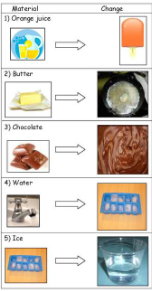 Material Change
1) Orange juice
2) Butter
3) Chocolate
4) Water
5) Ice